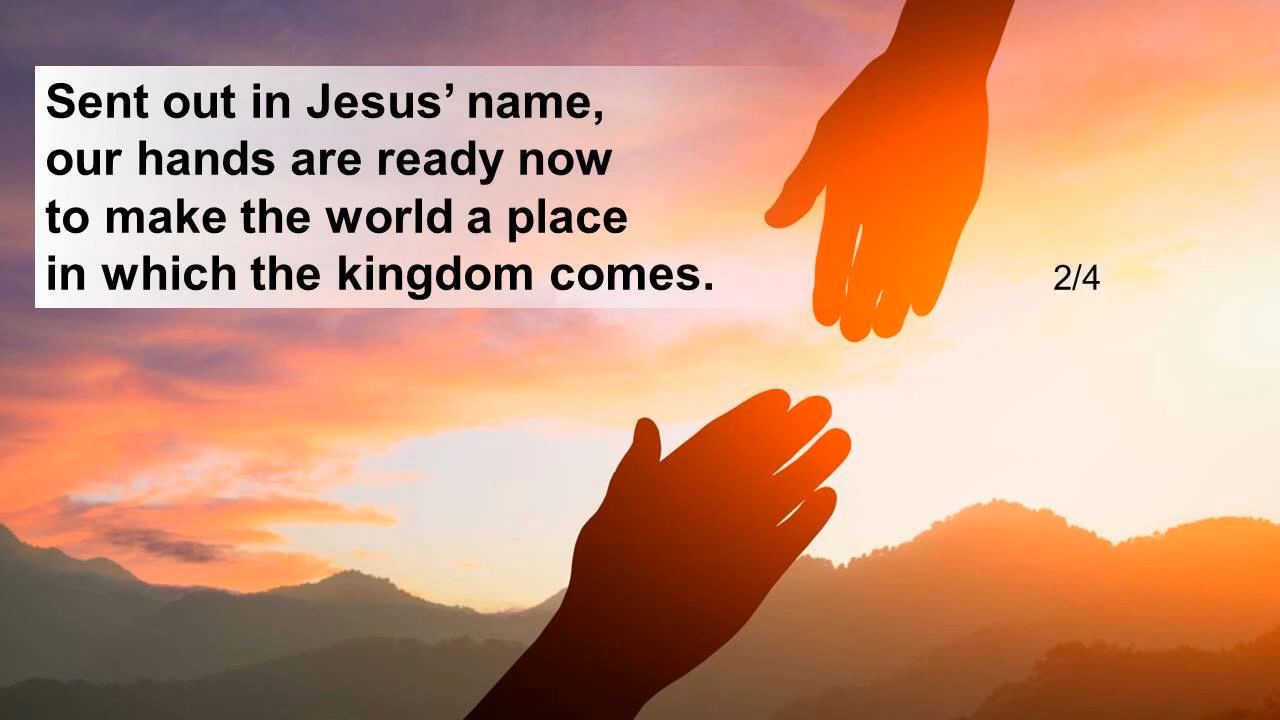 Sent out in Jesus’ name,
our hands are ready now
to make the world a place
in which the kingdom comes.
2/4